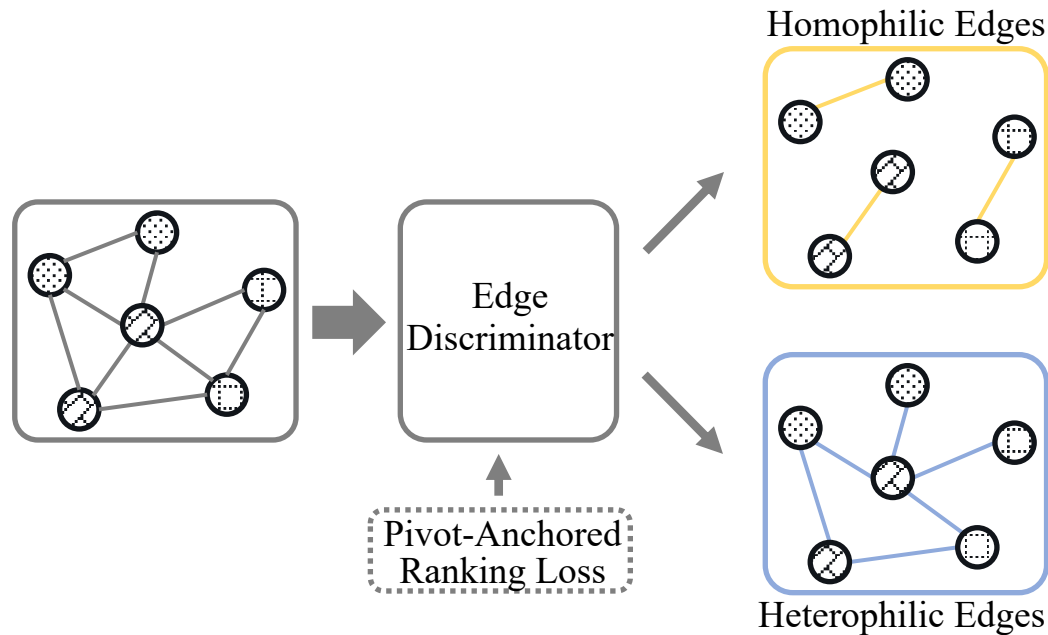 Homophilic Edges
Edge
Discriminator
Pivot-Anchored
Ranking Loss
Heterophilic Edges